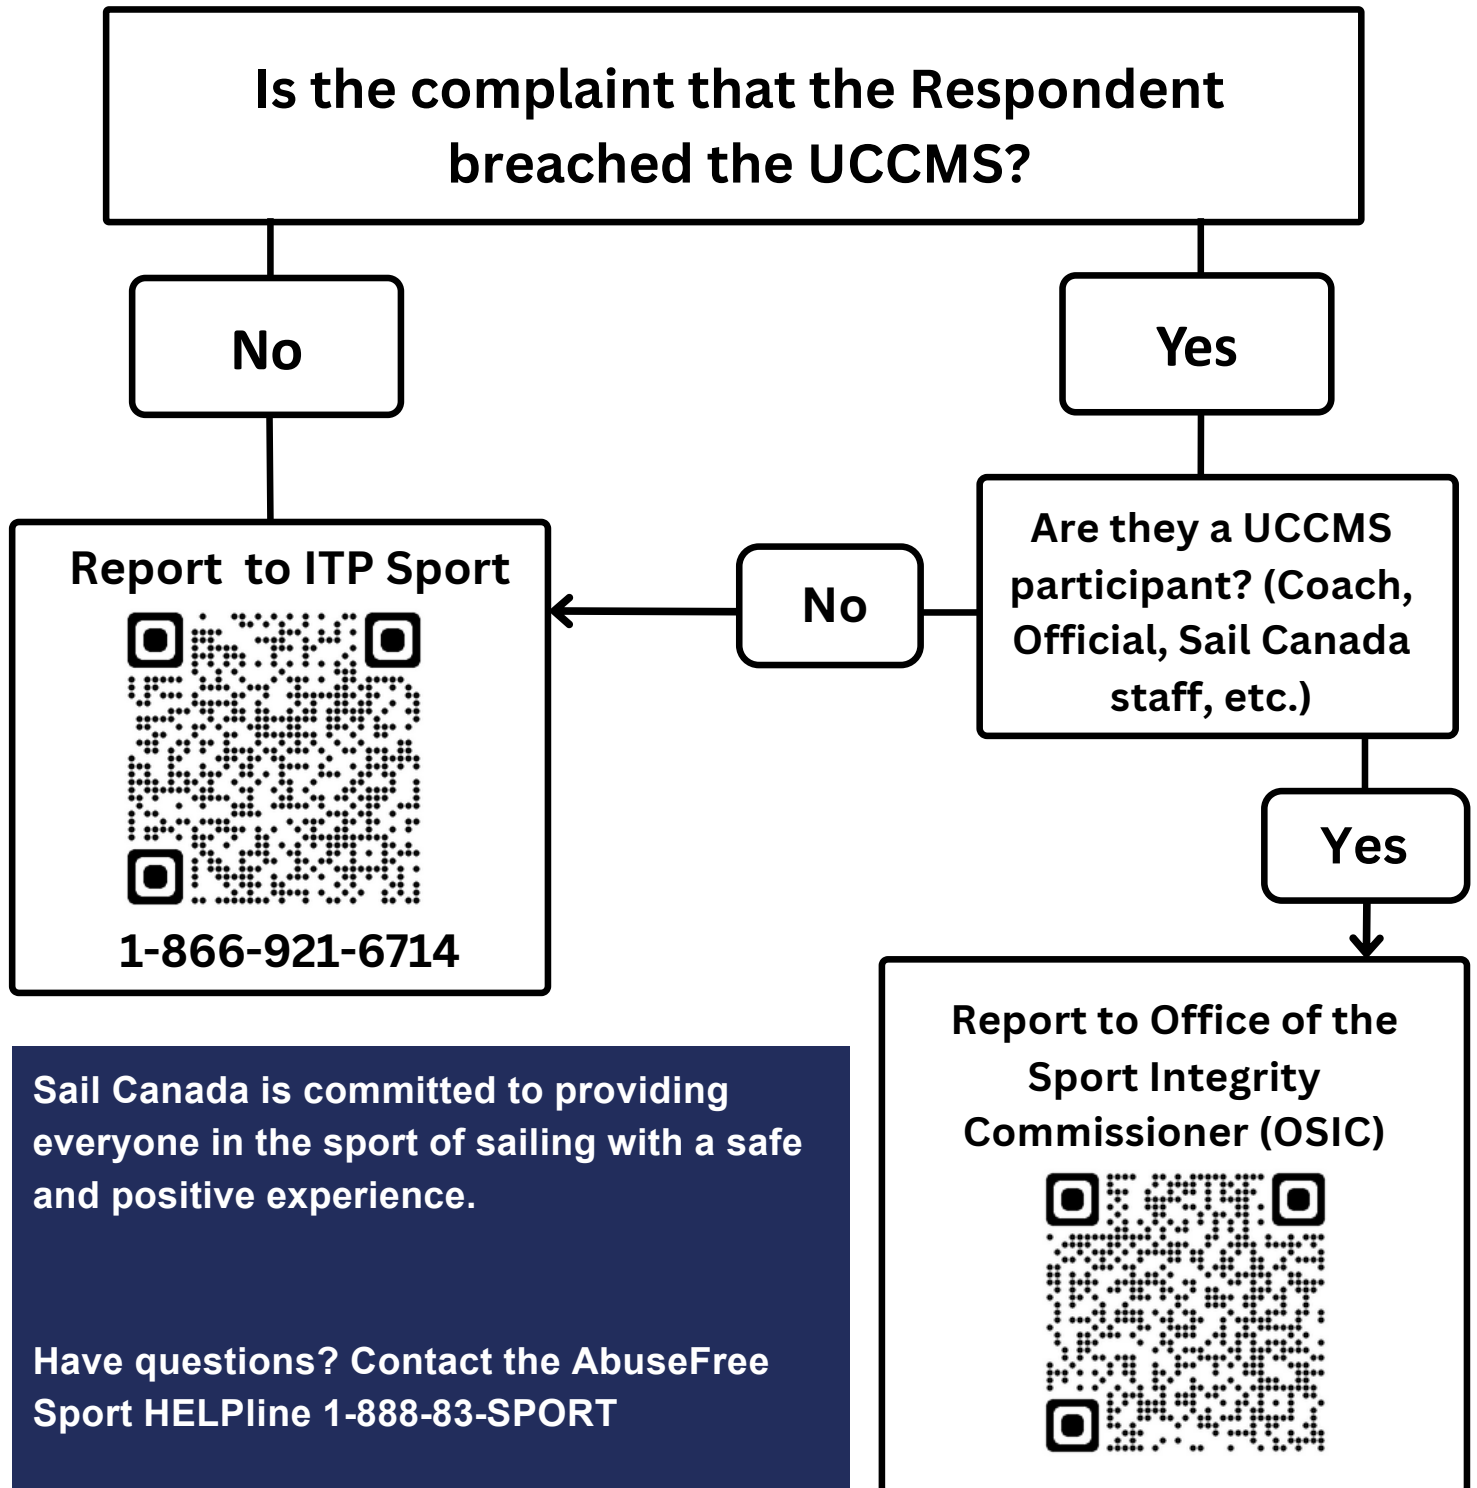 Is the complaint that the Respondent
breached the UCCMS?
No
Yes
Report to ITP Sport
1-866-921-6714
No
Are they a UCCMS
participant? (Coach,
Official, Sail Canada
staff, etc.)
Yes
Report to Office of the
Sport Integrity
Commissioner (OSIC)
Sail Canada is committed to providing
everyone in the sport of sailing with a safe
and positive experience.
Have questions? Contact the AbuseFree
Sport HELPline 1-888-83-SPORT